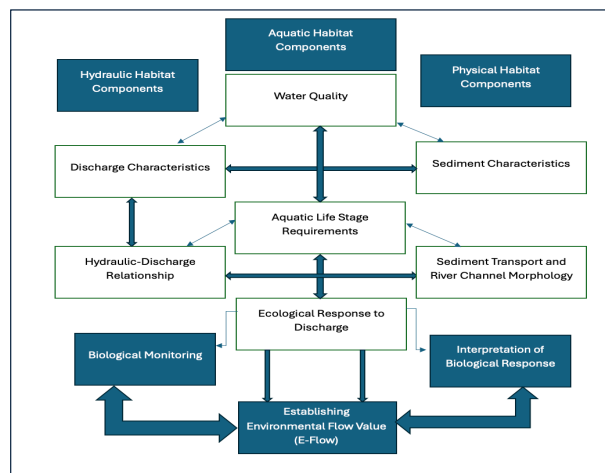 Aquatic Habitat
Components
Hydraulic Habitat
Components
Physical Habitat
Components
Water Quality
Discharge Characteristics
Sediment Characteristics
Aquatic Life Stage
Requirements
Hydraulic-Discharge
Relationship
Sediment Transport and
River Channel Morphology
Ecological Response to
Discharge
Biological Monitoring
Interpretation of
Biological Response
Establishing
Environmental Flow Value
(E-Flow)